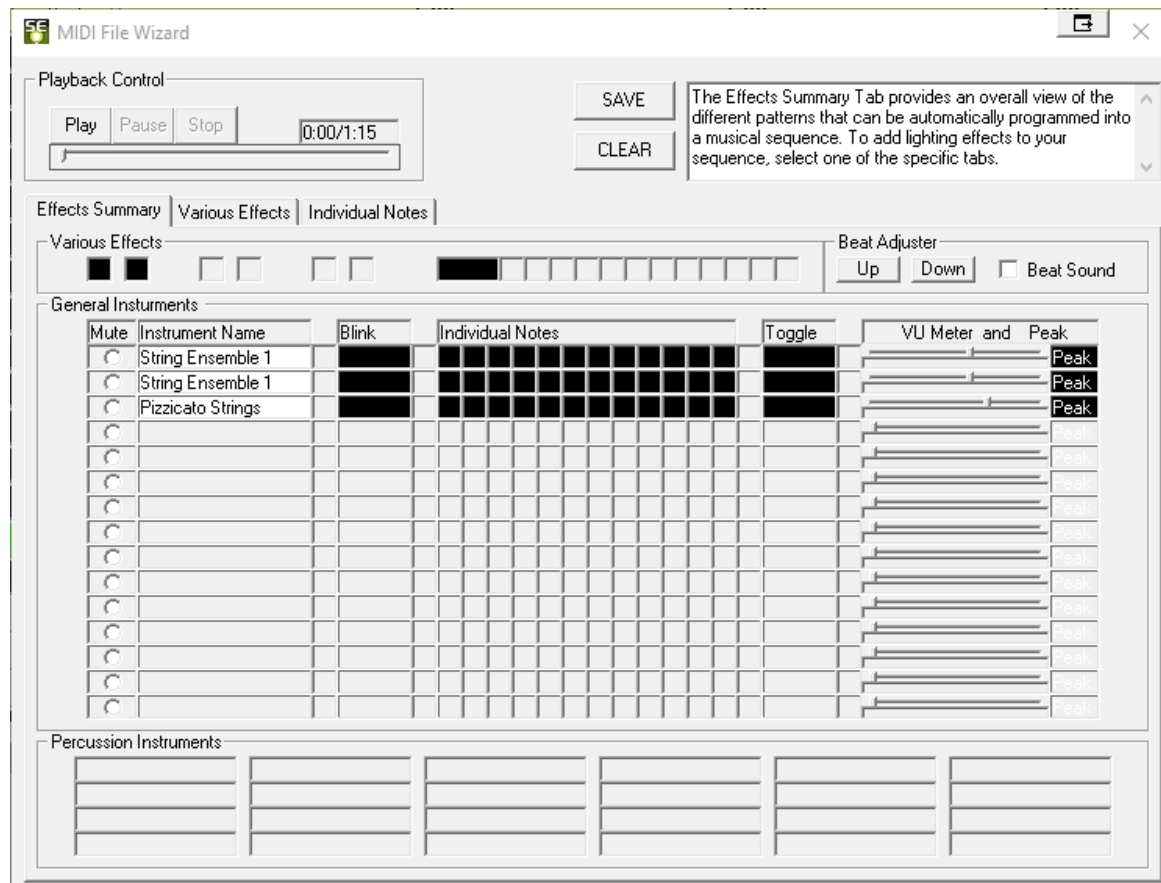 SE MIDI File Wizard
Playback Control
Play Pause Stop 0:00/1:15
SAVE
CLEAR
The Effects Summary Tab provides an overall view of the
different patterns that can be automatically programmed into
a musical sequence. To add lighting effects to your
sequence, select one of the specific tabs.
Effects Summary Various Effects Individual Notes
Various Effects
Beat Adjuster
Up Down Beat Sound
General Insturments
Mute Instrument Name Blink Individual Notes Toggle VU Meter and Peak
String Ensemble 1 Peak
String Ensemble 1 Peak
Pizzicato Strings Peak
Peak
Peak
Peak
Peak
Peak
Peak
Peak
Peak
Peak
Peak
Peak
Peak
Percussion Instruments